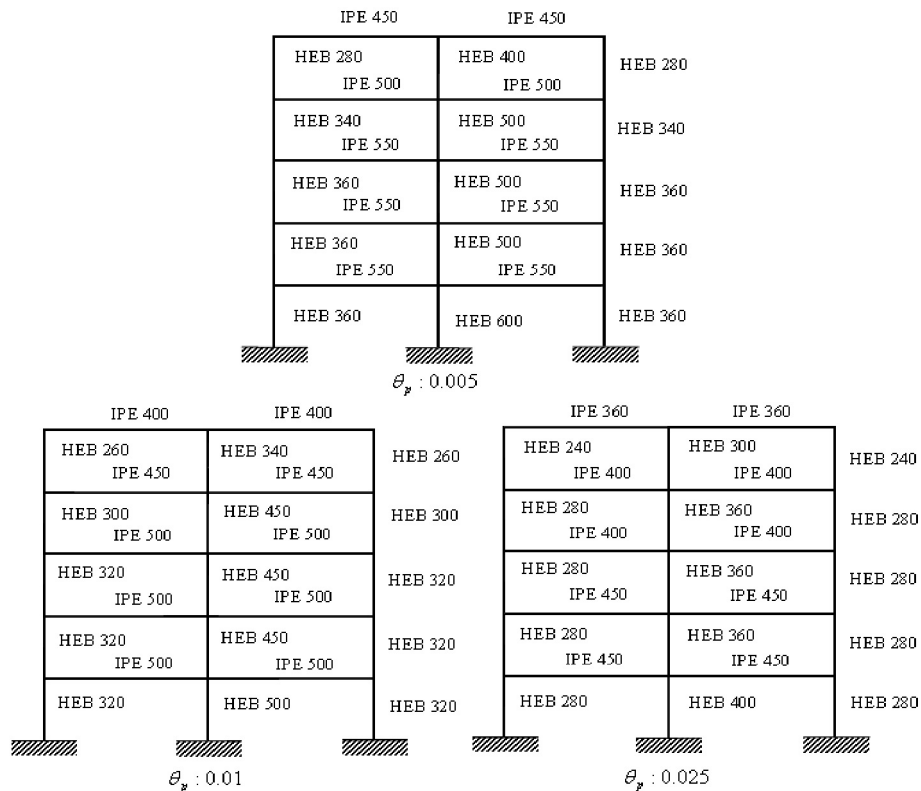 IPE 450 IPE 450
HEB 280 HEB 400 HEB 280
IPE 500 IPE 500
HEB 340 HEB 500 HEB 340
IPE 550 IPE 550
HEB 360 HEB 500 HEB 360
IPE 550 IPE 550
HEB 360 HEB 500 HEB 360
IPE 550 IPE 550
HEB 360 HEB 600 HEB 360
θp : 0.005
IPE 400 IPE 400
HEB 260 HEB 340 HEB 260
IPE 450 IPE 450
HEB 300 HEB 450 HEB 300
IPE 500 IPE 500
HEB 320 HEB 450 HEB 320
IPE 500 IPE 500
HEB 320 HEB 450 HEB 320
IPE 500 IPE 500
HEB 320 HEB 500 HEB 320
θp : 0.01
IPE 360 IPE 360
HEB 240 HEB 300 HEB 240
IPE 400 IPE 400
HEB 280 HEB 360 HEB 280
IPE 400 IPE 400
HEB 280 HEB 360 HEB 280
IPE 450 IPE 450
HEB 280 HEB 360 HEB 280
IPE 450 IPE 450
HEB 280 HEB 400 HEB 280
θp : 0.025